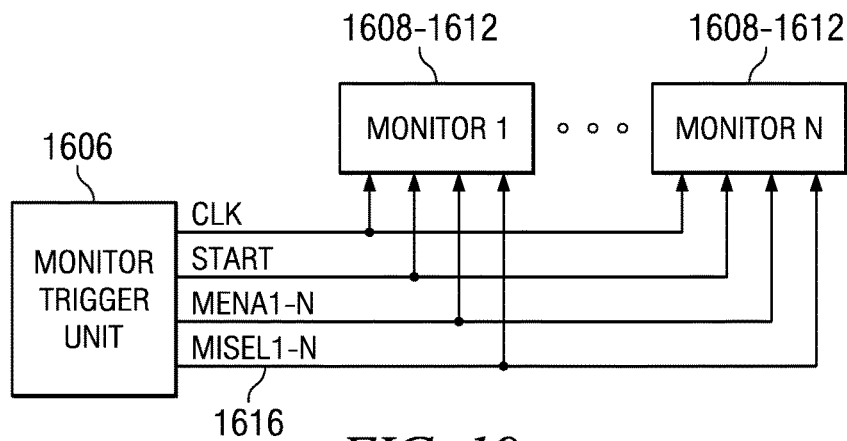 1608-1612
1608-1612
MONITOR 1
MONITOR N
1606
MONITOR
TRIGGER
UNIT
CLK
START
MENA1-N
MISEL1-N
1616